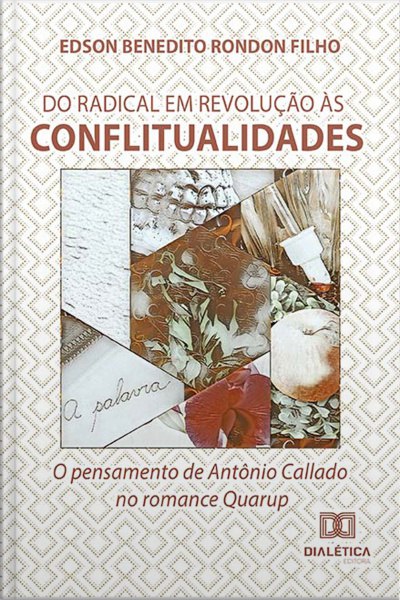 EDSON BENEDITO RONDON FILHO
DO RADICAL EM REVOLUÇÃO ÀS
CONFLITUALIDADES
A palavra
O pensamento de Antônio Callado
no romance Quarup
DIALÉTICA
EDITORA